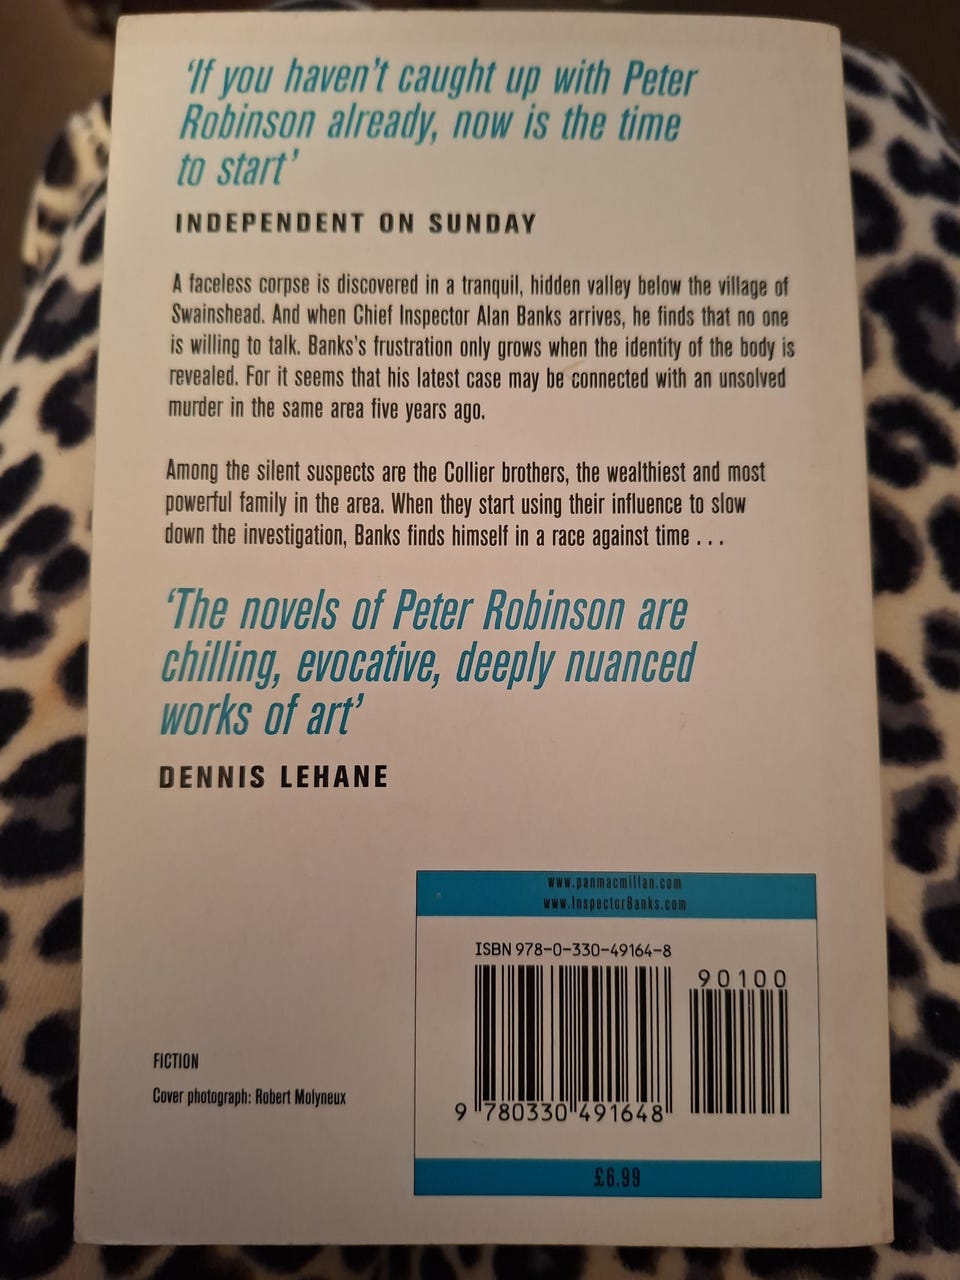 ‘If you haven’t caught up with Peter
Robinson already, now is the time
to start’
INDEPENDENT ON SUNDAY
A faceless corpse is discovered in a tranquil, hidden valley below the village of
Swainshead. And when Chief Inspector Alan Banks arrives, he finds that no one
is willing to talk. Banks’s frustration only grows when the identity of the body is
revealed. For it seems that his latest case may be connected with an unsolved
murder in the same area five years ago.
Among the silent suspects are the Collier brothers, the wealthiest and most
powerful family in the area. When they start using their influence to slow
down the investigation, Banks finds himself in a race against time . . .
‘The novels of Peter Robinson are
chilling, evocative, deeply nuanced
works of art’
DENNIS LEHANE
www.panmacmillan.com
www.InspectorBanks.com
ISBN 978-0-330-49164-8
90100
9 780330 491648
FICTION
Cover photograph: Robert Molyneux
£6.99